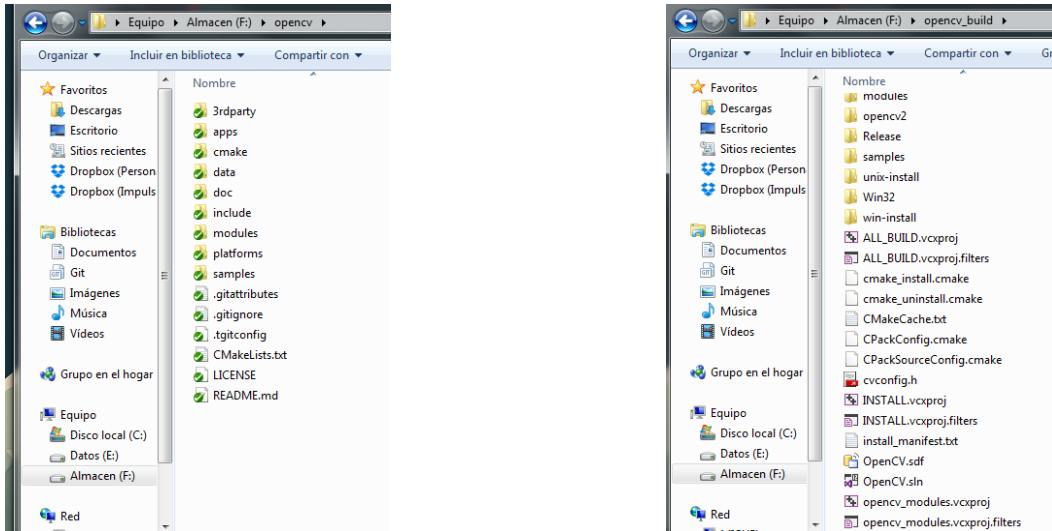 Equipo Almacen (F:) opencv
Organizar Incluir en biblioteca Compartir con
Favoritos
Descargas
Escritorio
Sitios recientes
Dropbox (Person
Dropbox (Impuls
Bibliotecas
Documentos
Git
Imágenes
Música
Vídeos
Grupo en el hogar
Equipo
Disco local (C:)
Datos (E:)
Almacen (F:)
Red
Nombre
3rdparty
apps
cmake
data
doc
include
modules
platforms
samples
.gitattributes
.gitignore
.tgitconfig
CMakeLists.txt
LICENSE
README.md
Equipo Almacen (F:) opencv_build
Organizar Incluir en biblioteca Compartir con Gr
Favoritos
Descargas
Escritorio
Sitios recientes
Dropbox (Person
Dropbox (Impuls
Bibliotecas
Documentos
Git
Imágenes
Música
Vídeos
Grupo en el hogar
Equipo
Disco local (C:)
Datos (E:)
Almacen (F:)
Red
Nombre
modules
opencv2
Release
samples
unix-install
Win32
win-install
ALL_BUILD.vcxproj
ALL_BUILD.vcxproj.filters
cmake_install.cmake
cmake_uninstall.cmake
CMakeCache.txt
CPackConfig.cmake
CPackSourceConfig.cmake
cvconfig.h
INSTALL.vcxproj
INSTALL.vcxproj.filters
install_manifest.txt
OpenCV.sdf
OpenCV.sln
opencv_modules.vcxproj
opencv_modules.vcxproj.filters